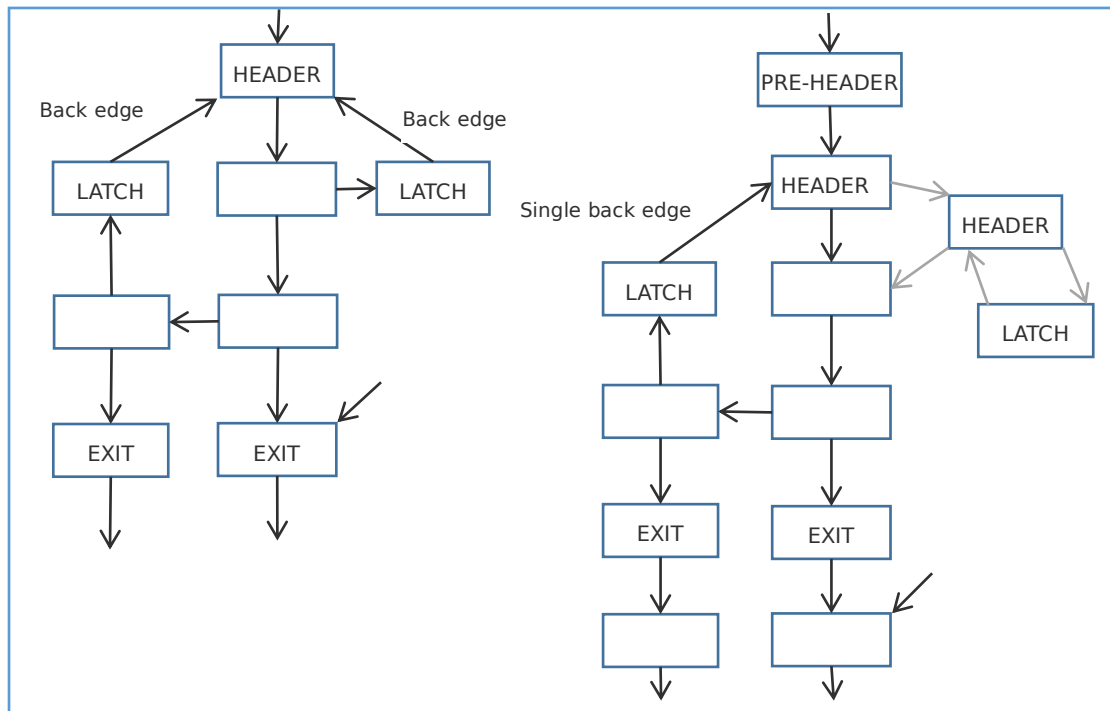 HEADER
Back edge
Back edge
LATCH
LATCH
EXIT
EXIT
PRE-HEADER
HEADER
Single back edge
HEADER
LATCH
LATCH
EXIT
EXIT